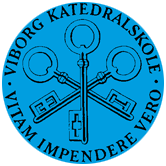 · VIBORG KATEDRALSKOLE ·
VITAM IMPENDERE VERO